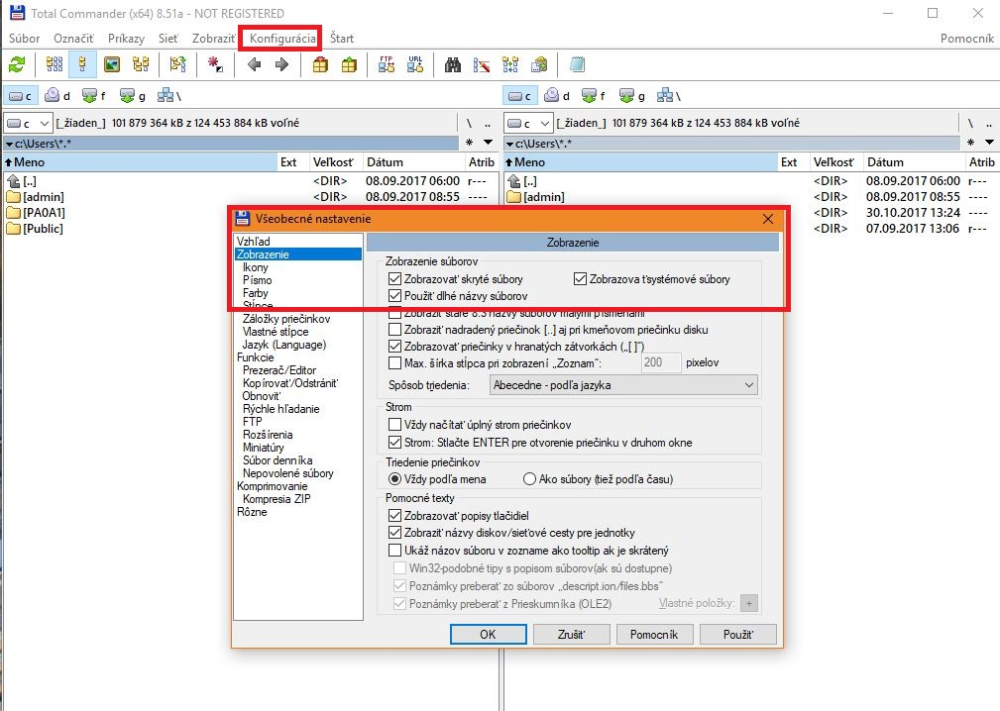 Total Commander (x64) 8.51a - NOT REGISTERED
Súbor Označiť Príkazy Sieť Zobraziť Konfigurácia Štart Pomocník
FTP URL
c d f g \ c d f g \
c [_žiaden_] 101 879 364 kB z 124 453 884 kB voľné \ .. c [_žiaden_] 101 879 364 kB z 124 453 884 kB voľné \ ..
c:\Users\*.* * c:\Users\*.* *
Meno Ext Veľkosť Dátum Atrib Meno Ext Veľkosť Dátum Atrib
[..] <DIR> 08.09.2017 06:00 r--- [..] <DIR> 08.09.2017 06:00 r---
[admin] <DIR> 08.09.2017 08:55 ---- [admin] <DIR> 08.09.2017 08:55 ----
[PA0A1] <DIR> 30.10.2017 13:24 ----
[Public] <DIR> 07.09.2017 13:06 r---
Všeobecné nastavenie
Vzhľad
Zobrazenie
Ikony
Písmo
Farby
Stĺpce
Záložky priečinkov
Vlastné stĺpce
Jazyk (Language)
Funkcie
Prezerač/Editor
Kopírovať/Odstrániť
Obnoviť
Rýchle hľadanie
FTP
Rozšírenia
Miniatúry
Súbor denníka
Nepovolené súbory
Komprimovanie
Kompresia ZIP
Rôzne
Zobrazenie
Zobrazenie súborov
Zobrazovať skryté súbory Zobrazova ťsystémové súbory
Použiť dlhé názvy súborov
Zobraziť staré 8.3 názvy súborov malými písmenami
Zobraziť nadradený priečinok [..] aj pri kmeňovom priečinku disku
Zobrazovať priečinky v hranatých zátvorkách („[ ]“)
Max. šírka stĺpca pri zobrazení „Zoznam“: 200 pixelov
Spôsob triedenia: Abecedne - podľa jazyka
Strom
Vždy načítať úplný strom priečinkov
Strom: Stlačte ENTER pre otvorenie priečinku v druhom okne
Triedenie priečinkov
Vždy podľa mena Ako súbory (tiež podľa času)
Pomocné texty
Zobrazovať popisy tlačidiel
Zobraziť názvy diskov/sieťové cesty pre jednotky
Ukáž názov súboru v zozname ako tooltip ak je skrátený
Win32-podobné tipy s popisom súborov(ak sú dostupne)
Poznámky preberať zo súborov „descript.ion/files.bbs“
Poznámky preberať z Prieskumníka (OLE2) Vlastné položky: +
OK Zrušiť Pomocník Použiť